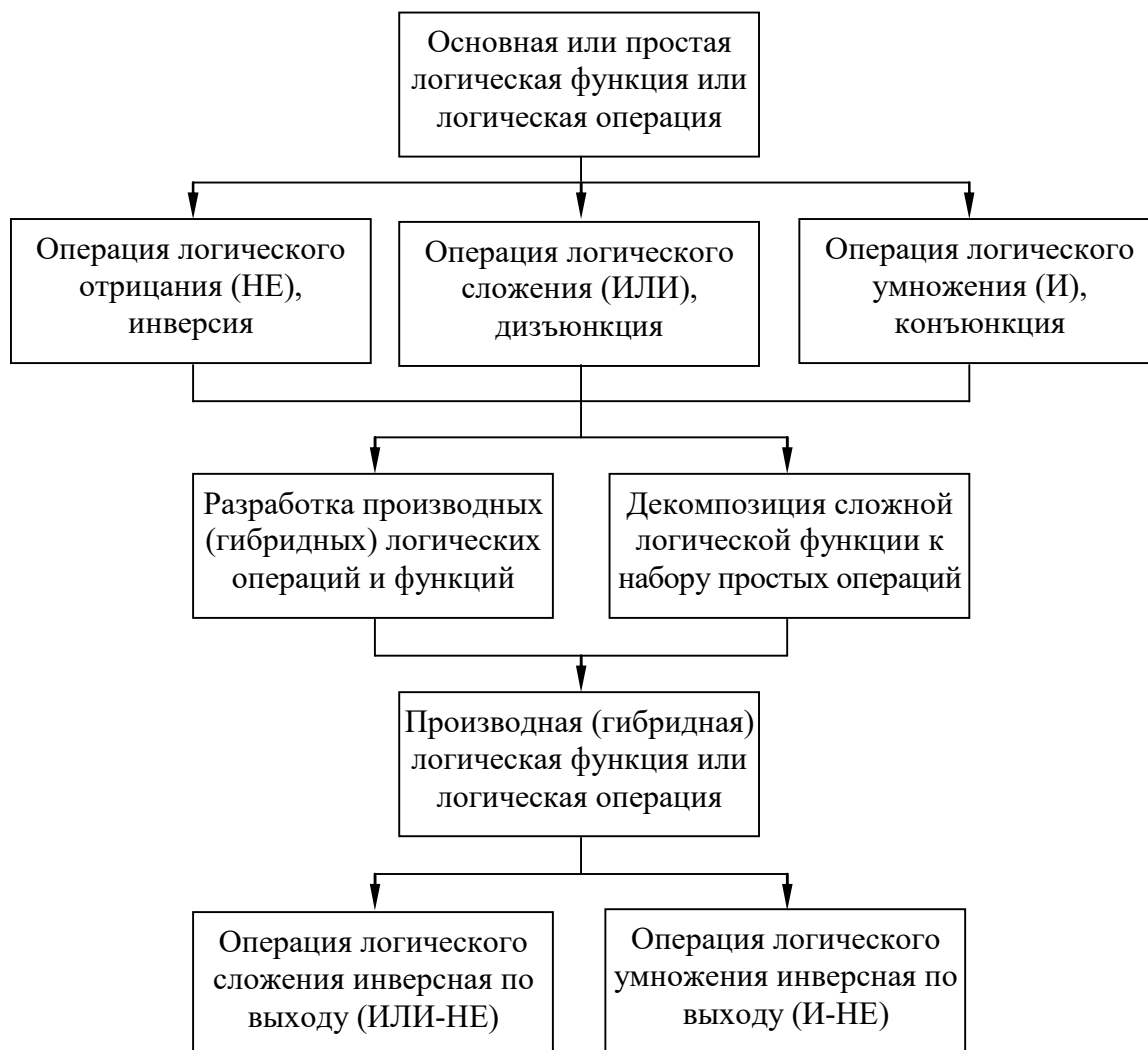 Основная или простая
логическая функция или
логическая операция
Операция логического
отрицания (НЕ),
инверсия
Операция логического
сложения (ИЛИ),
дизъюнкция
Операция логического
умножения (И),
конъюнкция
Разработка производных
(гибридных) логических
операций и функций
Декомпозиция сложной
логической функции к
набору простых операций
Производная (гибридная)
логическая функция или
логическая операция
Операция логического
сложения инверсная по
выходу (ИЛИ-НЕ)
Операция логического
умножения инверсная по
выходу (И-НЕ)